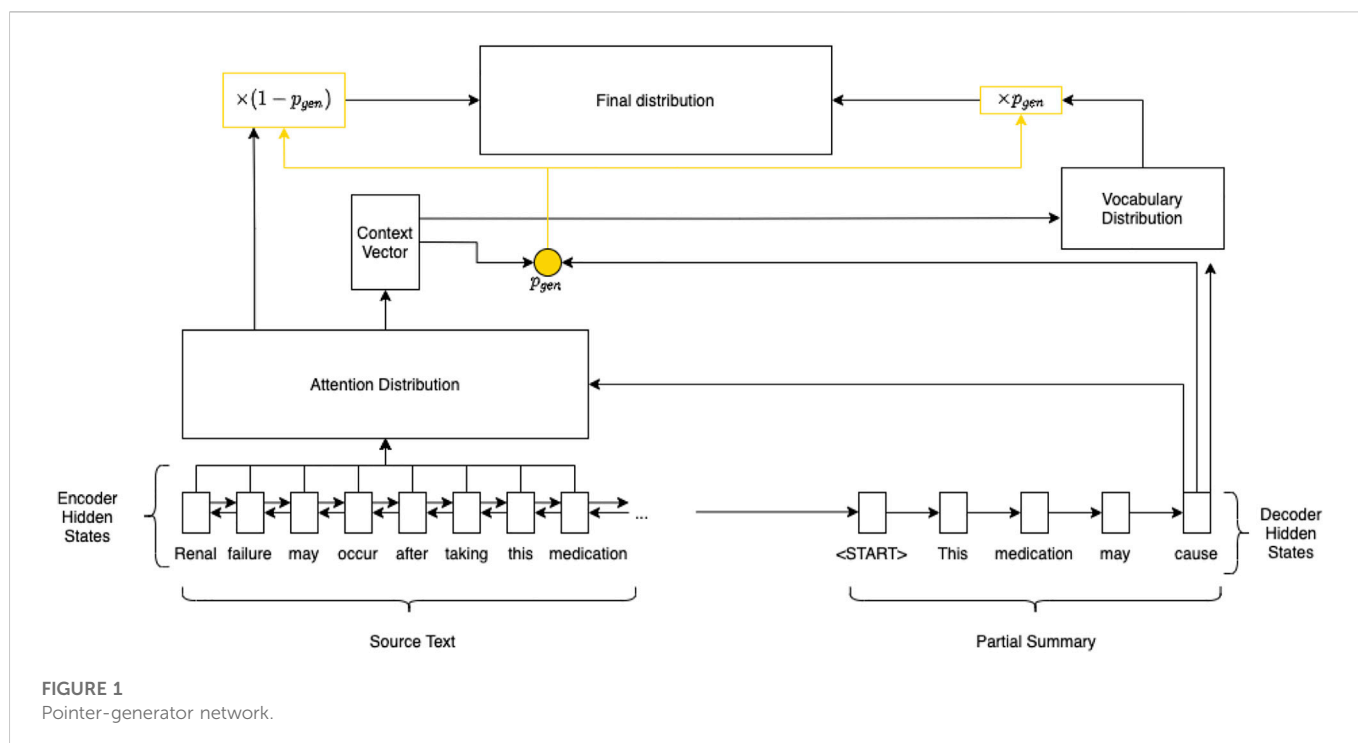 ×(1 − p_gen)
Final distribution
×p_gen
Context
Vector
Vocabulary
Distribution
p_gen
Attention Distribution
Encoder
Hidden
States
Renal failure may occur after taking this medication
...
<START> This medication may cause
Decoder
Hidden
States
Source Text
Partial Summary
FIGURE 1
Pointer-generator network.